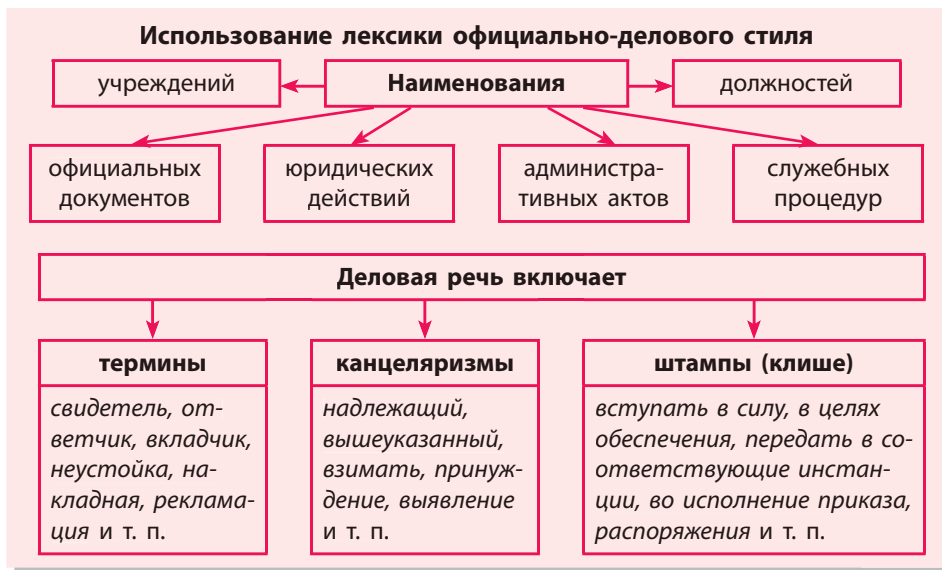 Использование лексики официально-делового стиля
учреждений
Наименования
должностей
официальных
документов
юридических
действий
администра-
тивных актов
служебных
процедур
Деловая речь включает
термины
свидетель, от-
ветчик, вкладчик,
неустойка, на-
кладная, реклама-
ция и т. п.
канцеляризмы
надлежащий,
вышеуказанный,
взимать, принуж-
дение, выявление
и т. п.
штампы (клише)
вступать в силу, в целях
обеспечения, передать в со-
ответствующие инстан-
ции, во исполнение приказа,
распоряжения и т. п.